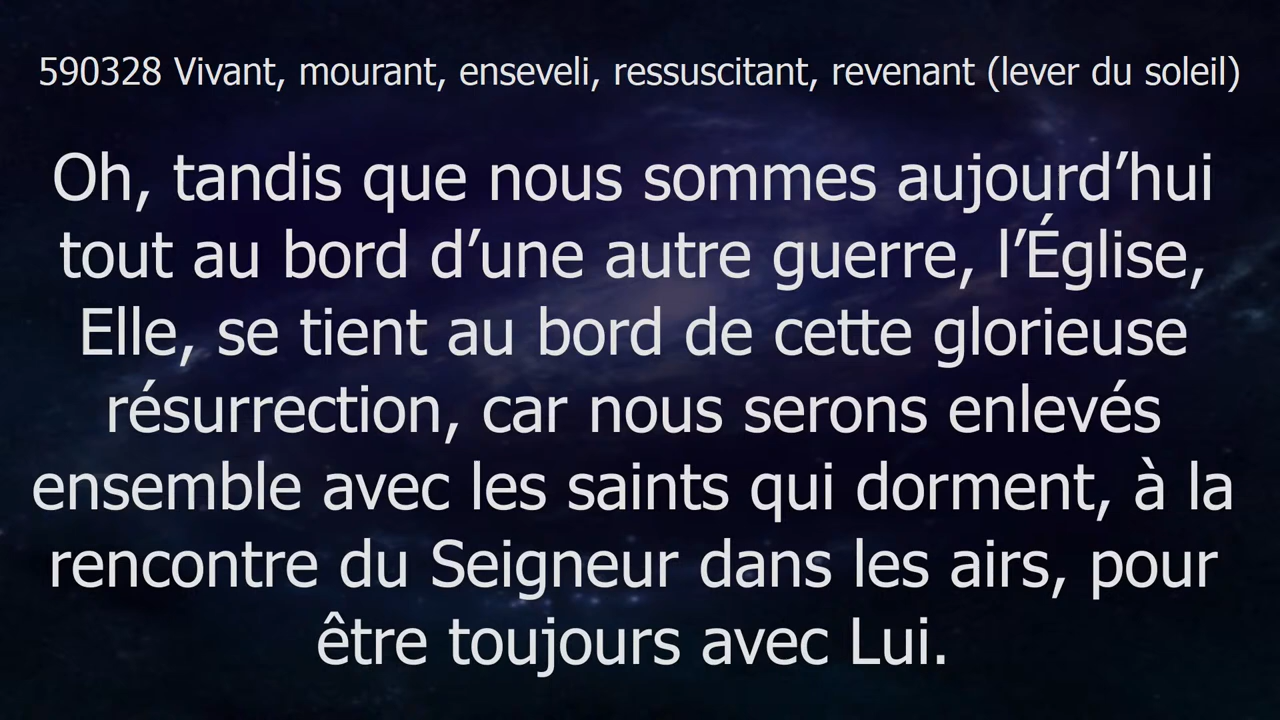 590328 Vivant, mourant, enseveli, ressuscitant, revenant (lever du soleil)
Oh, tandis que nous sommes aujourd’hui
tout au bord d’une autre guerre, l’Église,
Elle, se tient au bord de cette glorieuse
résurrection, car nous serons enlevés
ensemble avec les saints qui dorment, à la
rencontre du Seigneur dans les airs, pour
être toujours avec Lui.